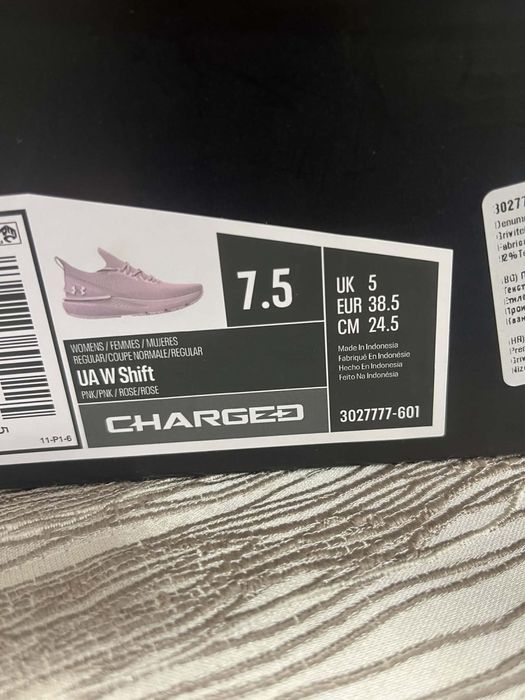 7.5
UK 5
EUR 38.5
CM 24.5
WOMENS / FEMMES / MUJERES
REGULAR/COUPE NORMALE/REGULAR
UA W Shift
PNK/PNK / ROSE/ROSE
CHARGED
Made In Indonesia
Fabriqué En Indonésie
Hecho En Indonesia
Feito Na Indonésia
3027777-601
11-P1-6